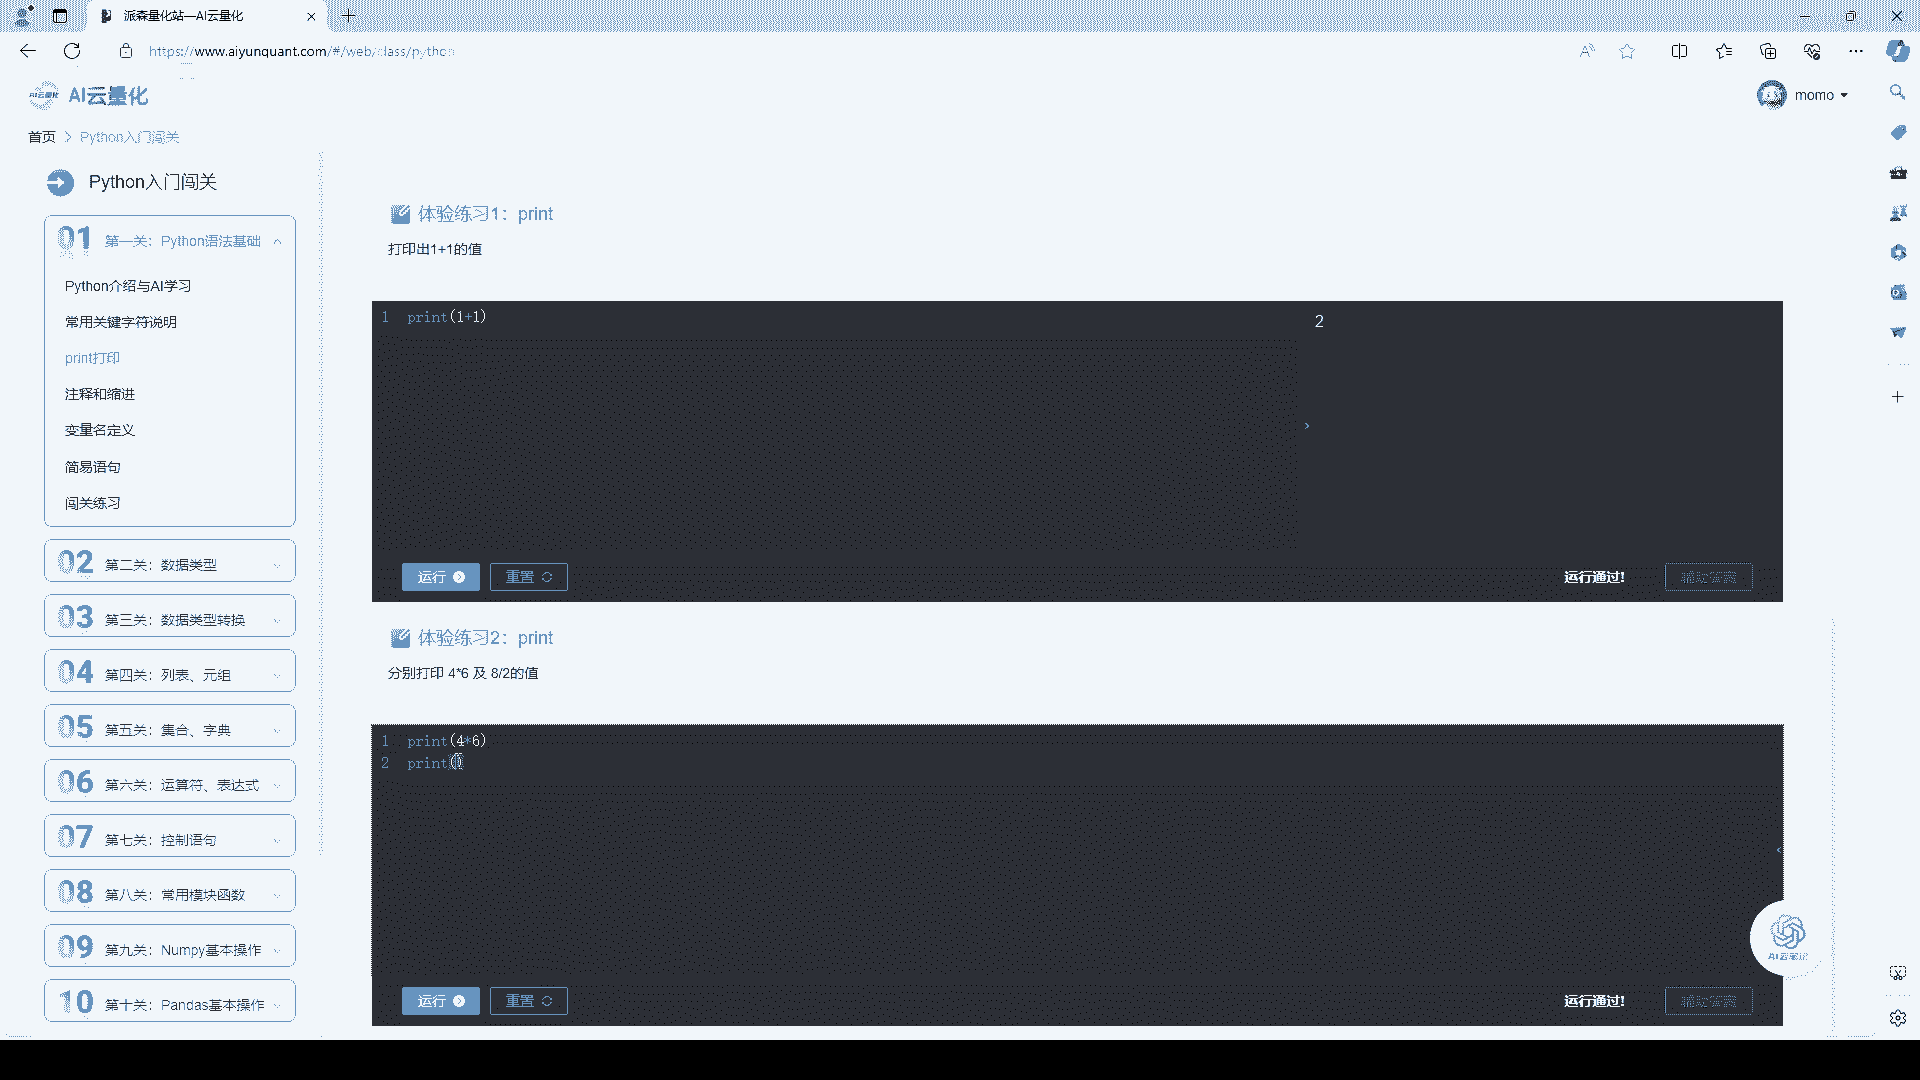 派森量化站—AI云量化
https://www.aiyunquant.com/#/web/class/python
AI云量化
AI云量化
momo
首页 > Python入门闯关
Python入门闯关
01 第一关：Python语法基础
Python介绍与AI学习
常用关键字符说明
print打印
注释和缩进
变量名定义
简易语句
闯关练习
02 第二关：数据类型
03 第三关：数据类型转换
04 第四关：列表、元组
05 第五关：集合、字典
06 第六关：运算符、表达式
07 第七关：控制语句
08 第八关：常用模块函数
09 第九关：Numpy基本操作
10 第十关：Pandas基本操作
体验练习1：print
打印出1+1的值
1 print(1+1)
2
运行
重置
运行通过!
辅助答案
体验练习2：print
分别打印 4*6 及 8/2的值
1 print(4*6)
2 print()
运行
重置
运行通过!
辅助答案